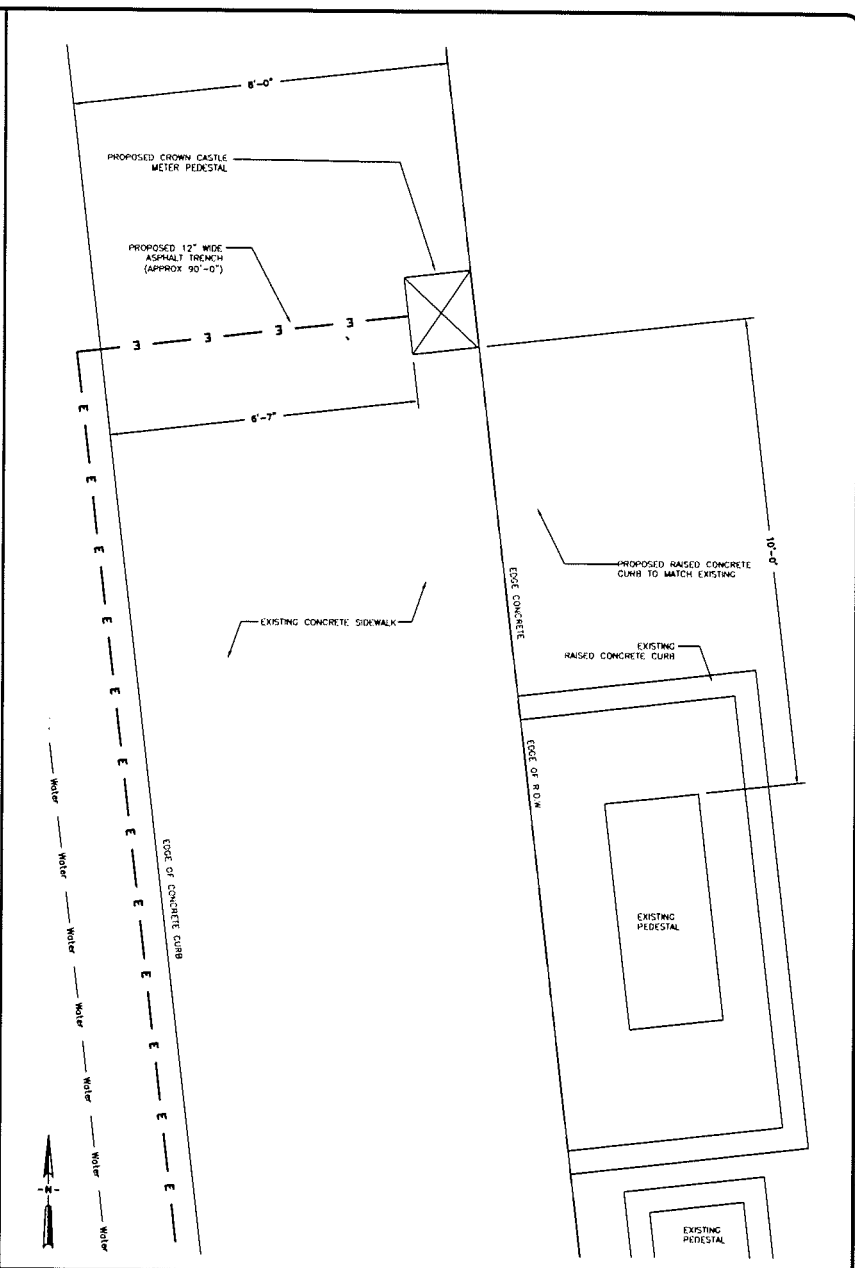 8'-0"
PROPOSED CROWN CASTLE
METER PEDESTAL
PROPOSED 12" WIDE
ASPHALT TRENCH
(APPROX 90'-0")
E E E E
6'-7"
10'-0"
PROPOSED RAISED CONCRETE
CURB TO MATCH EXISTING
EDGE CONCRETE
EXISTING CONCRETE SIDEWALK
EXISTING
RAISED CONCRETE CURB
EDGE OF R.O.W
E E E E E E E E E E E E
EDGE OF CONCRETE CURB
Water Water Water Water Water Water Water
EXISTING
PEDESTAL
N
EXISTING
PEDESTAL